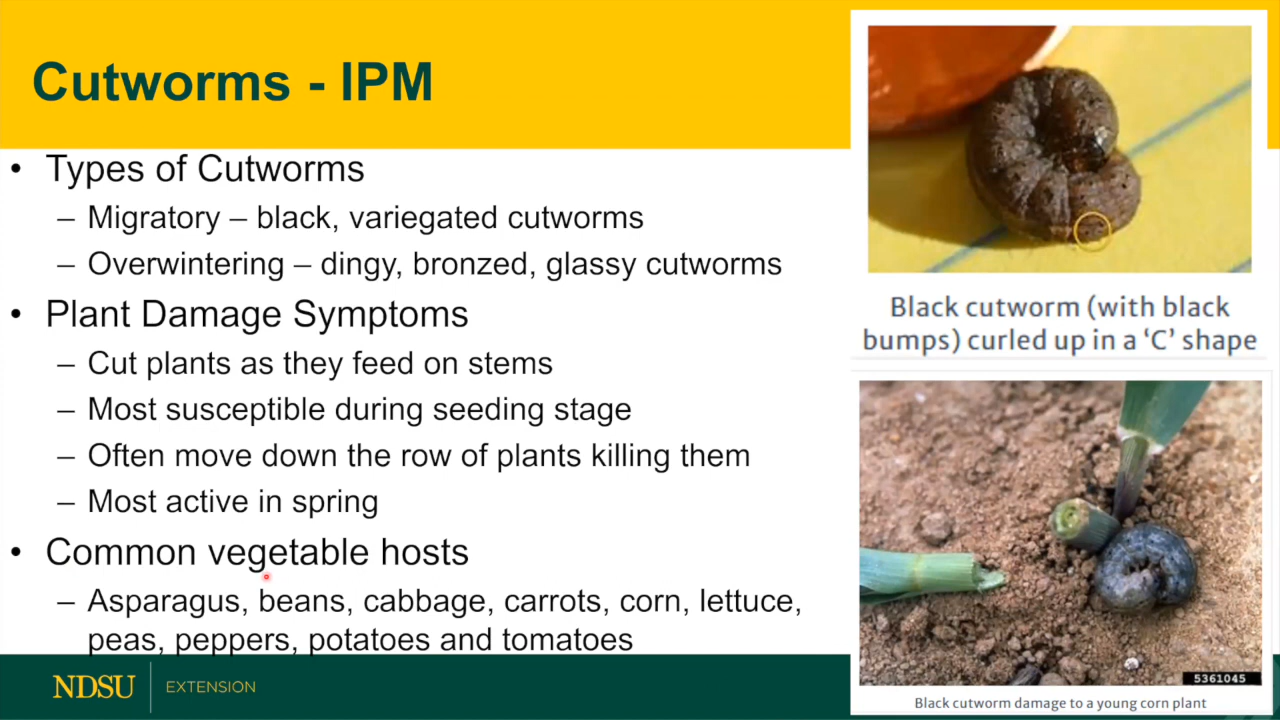 Cutworms - IPM
• Types of Cutworms
– Migratory – black, variegated cutworms
– Overwintering – dingy, bronzed, glassy cutworms
• Plant Damage Symptoms
– Cut plants as they feed on stems
– Most susceptible during seeding stage
– Often move down the row of plants killing them
– Most active in spring
• Common vegetable hosts
– Asparagus, beans, cabbage, carrots, corn, lettuce,
peas, peppers, potatoes and tomatoes
Black cutworm (with black
bumps) curled up in a ‘C’ shape
5361045
Black cutworm damage to a young corn plant
NDSU EXTENSION